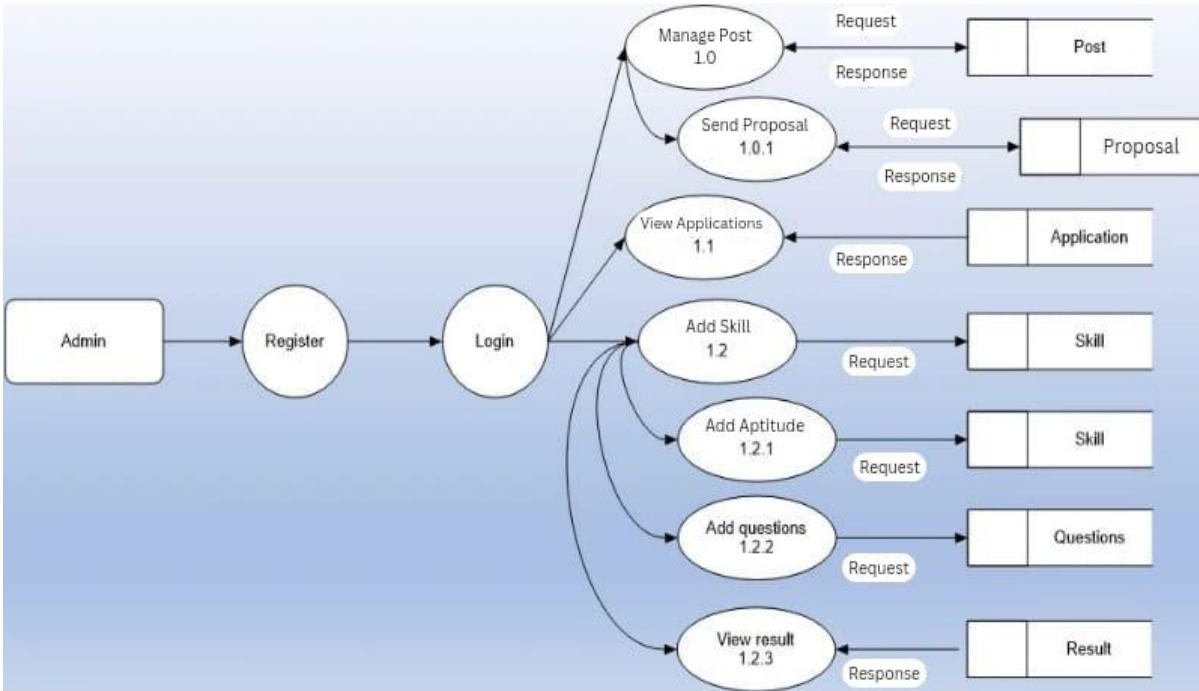 Manage Post
1.0
Request
Response
Post
Send Proposal
1.0.1
Request
Response
Proposal
View Applications
1.1
Response
Application
Admin
Register
Login
Add Skill
1.2
Request
Skill
Add Aptitude
1.2.1
Request
Skill
Add questions
1.2.2
Request
Questions
View result
1.2.3
Response
Result